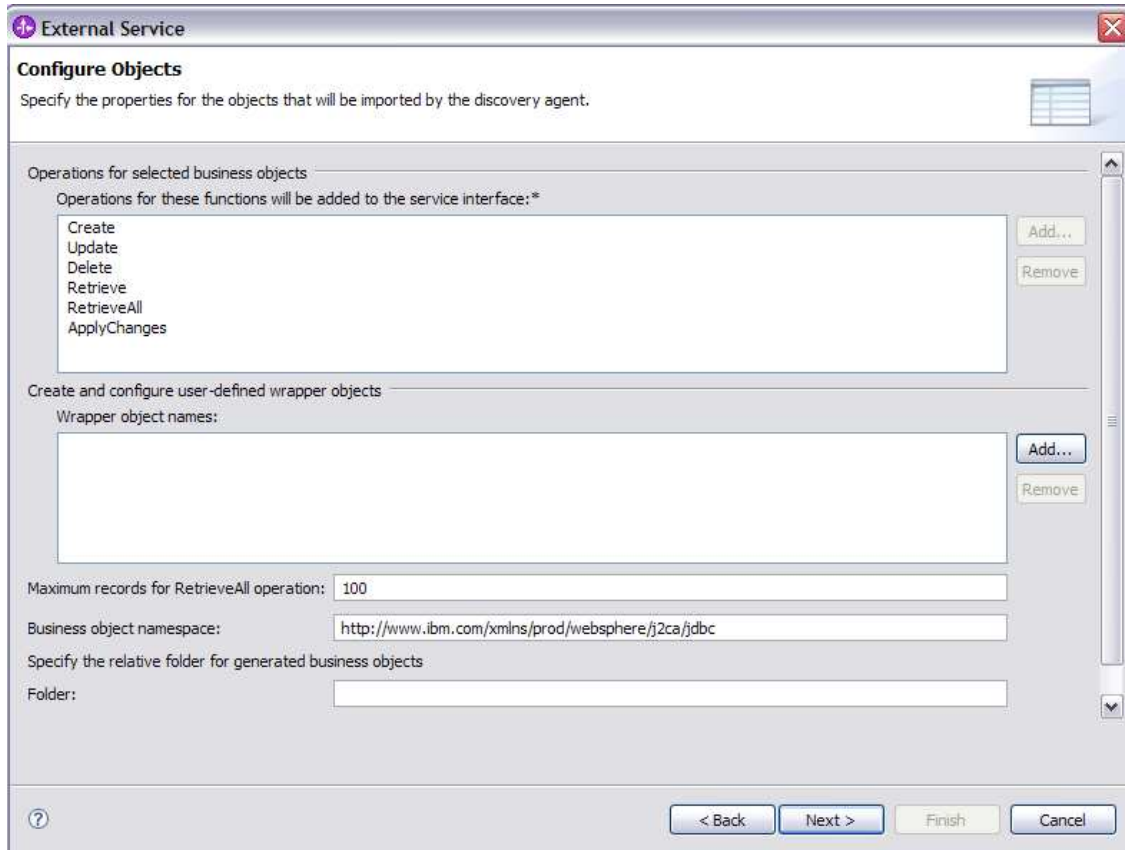 External Service
Configure Objects
Specify the properties for the objects that will be imported by the discovery agent.
Operations for selected business objects
Operations for these functions will be added to the service interface:*
Create
Update
Delete
Retrieve
RetrieveAll
ApplyChanges
Add...
Remove
Create and configure user-defined wrapper objects
Wrapper object names:
Add...
Remove
Maximum records for RetrieveAll operation: 100
Business object namespace: http://www.ibm.com/xmlns/prod/websphere/j2ca/jdbc
Specify the relative folder for generated business objects
Folder:
? < Back Next > Finish Cancel